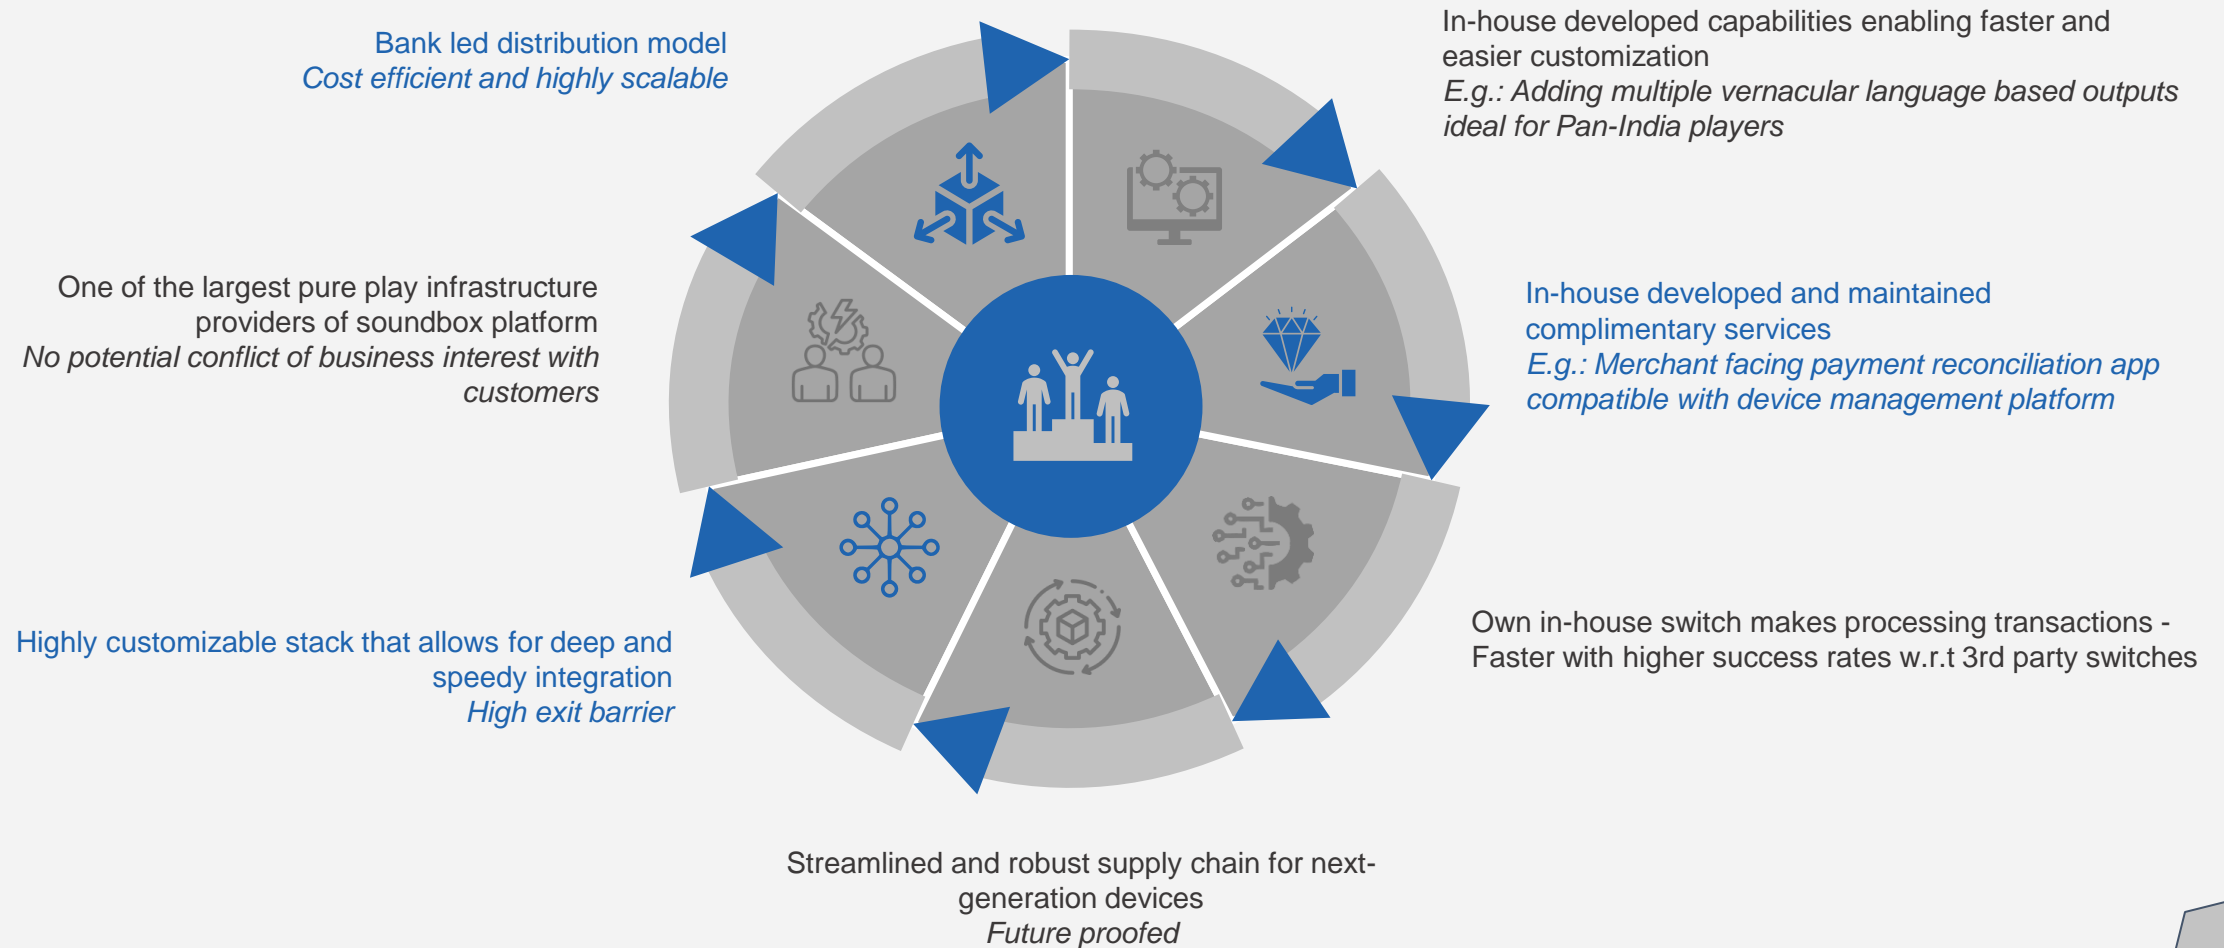 Bank led distribution model
Cost efficient and highly scalable
In-house developed capabilities enabling faster and
easier customization
E.g.: Adding multiple vernacular language based outputs
ideal for Pan-India players
In-house developed and maintained
complimentary services
E.g.: Merchant facing payment reconciliation app
compatible with device management platform
Own in-house switch makes processing transactions -
Faster with higher success rates w.r.t 3rd party switches
Streamlined and robust supply chain for next-
generation devices
Future proofed
Highly customizable stack that allows for deep and
speedy integration
High exit barrier
One of the largest pure play infrastructure
providers of soundbox platform
No potential conflict of business interest with
customers